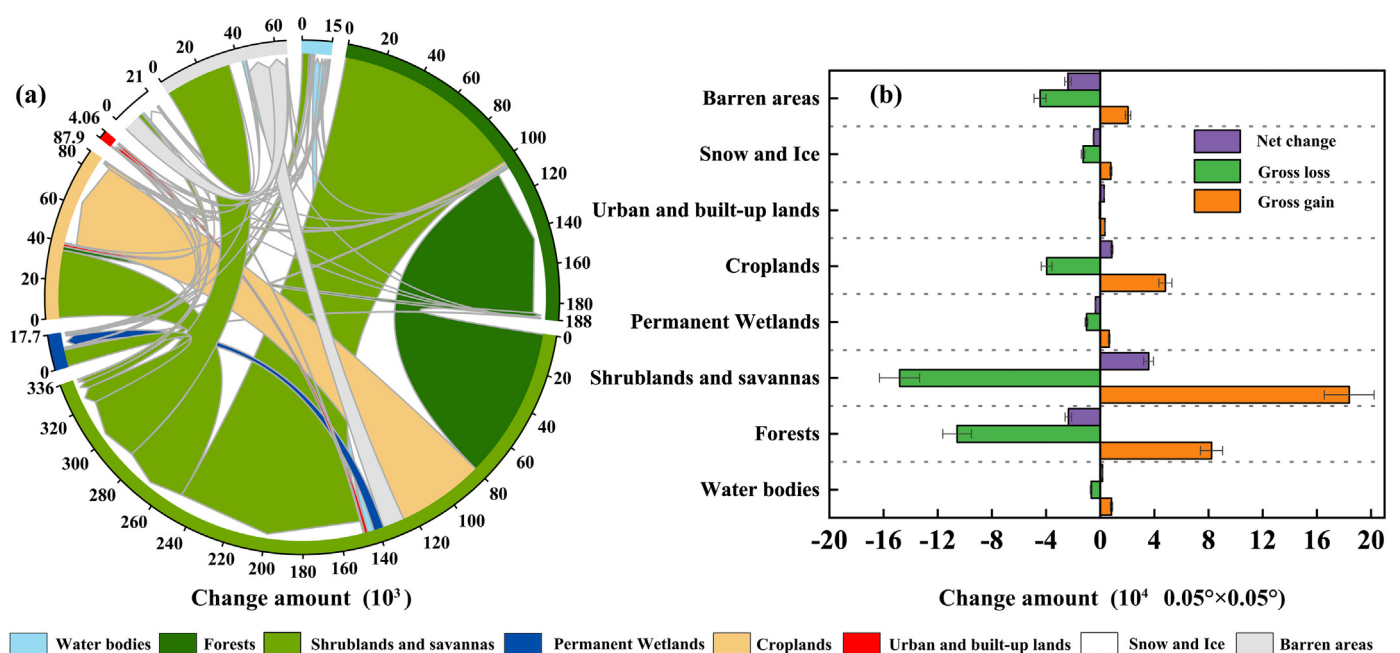 (a)
0 20 40 60
0 15
0 20 40 60 80 100 120 140 160 180 188
0 20 40 60 80 100 120 140 160 180 200 220 240 260 280 300 320 336
0 17.7
0 20 40 60 80 87.9
4.06
0 21
Change amount (10³)
(b)
Barren areas
Snow and Ice
Urban and built-up lands
Croplands
Permanent Wetlands
Shrublands and savannas
Forests
Water bodies
Net change
Gross loss
Gross gain
-20 -16 -12 -8 -4 0 4 8 12 16 20
Change amount (10⁴ 0.05°×0.05°)
Water bodies Forests Shrublands and savannas Permanent Wetlands Croplands Urban and built-up lands Snow and Ice Barren areas